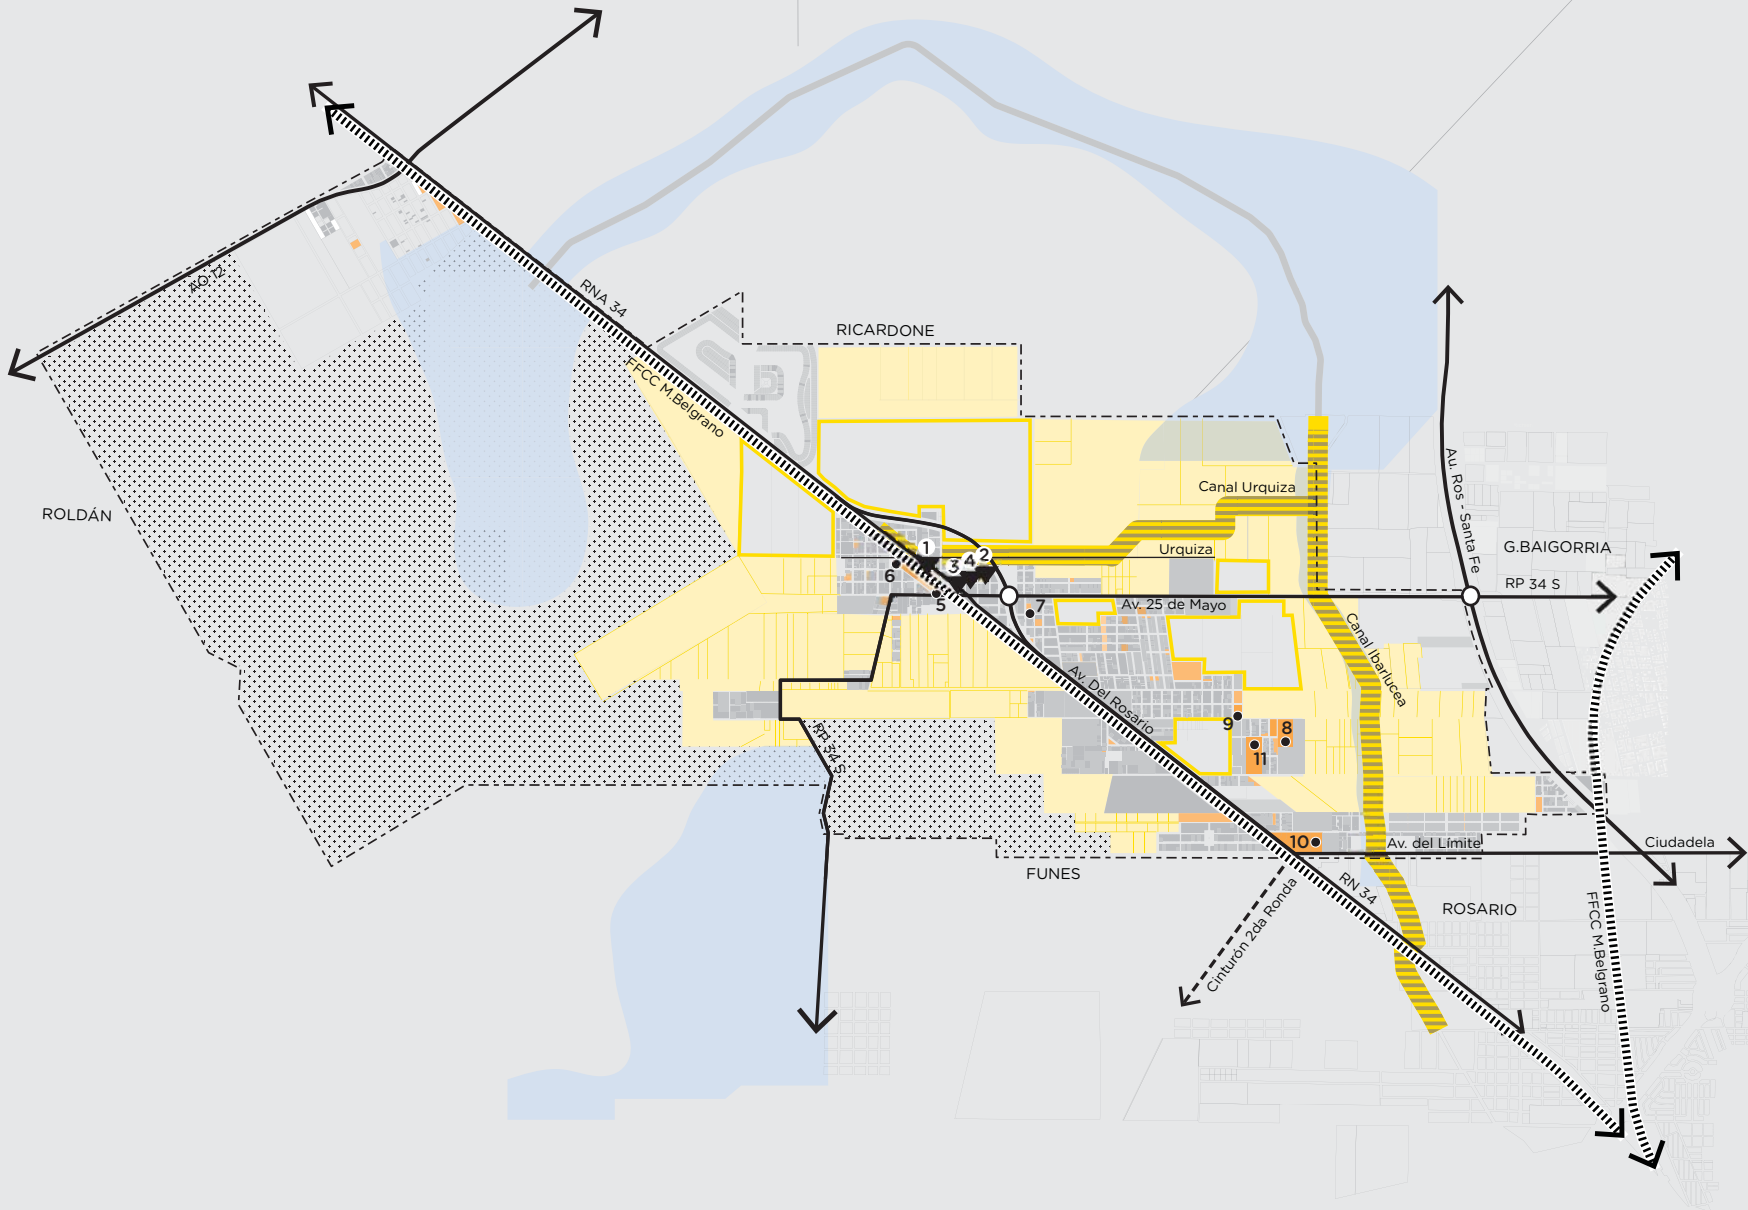 AO 12
RNA 34
RICARDONE
FFCC M.Belgrano
ROLDÁN
Canal Urquiza
Au. Ros - Santa Fe
G.BAIGORRIA
Urquiza
1
2
4
3
6
5
7
RP 34 S
Av. 25 de Mayo
Canal Ibarlucea
Av. Del Rosario
RP 34 S
9
8
11
10
Av. del Límite
Ciudadela
FUNES
RN 34
Cinturón 2da Ronda
ROSARIO
FFCC M.Belgrano